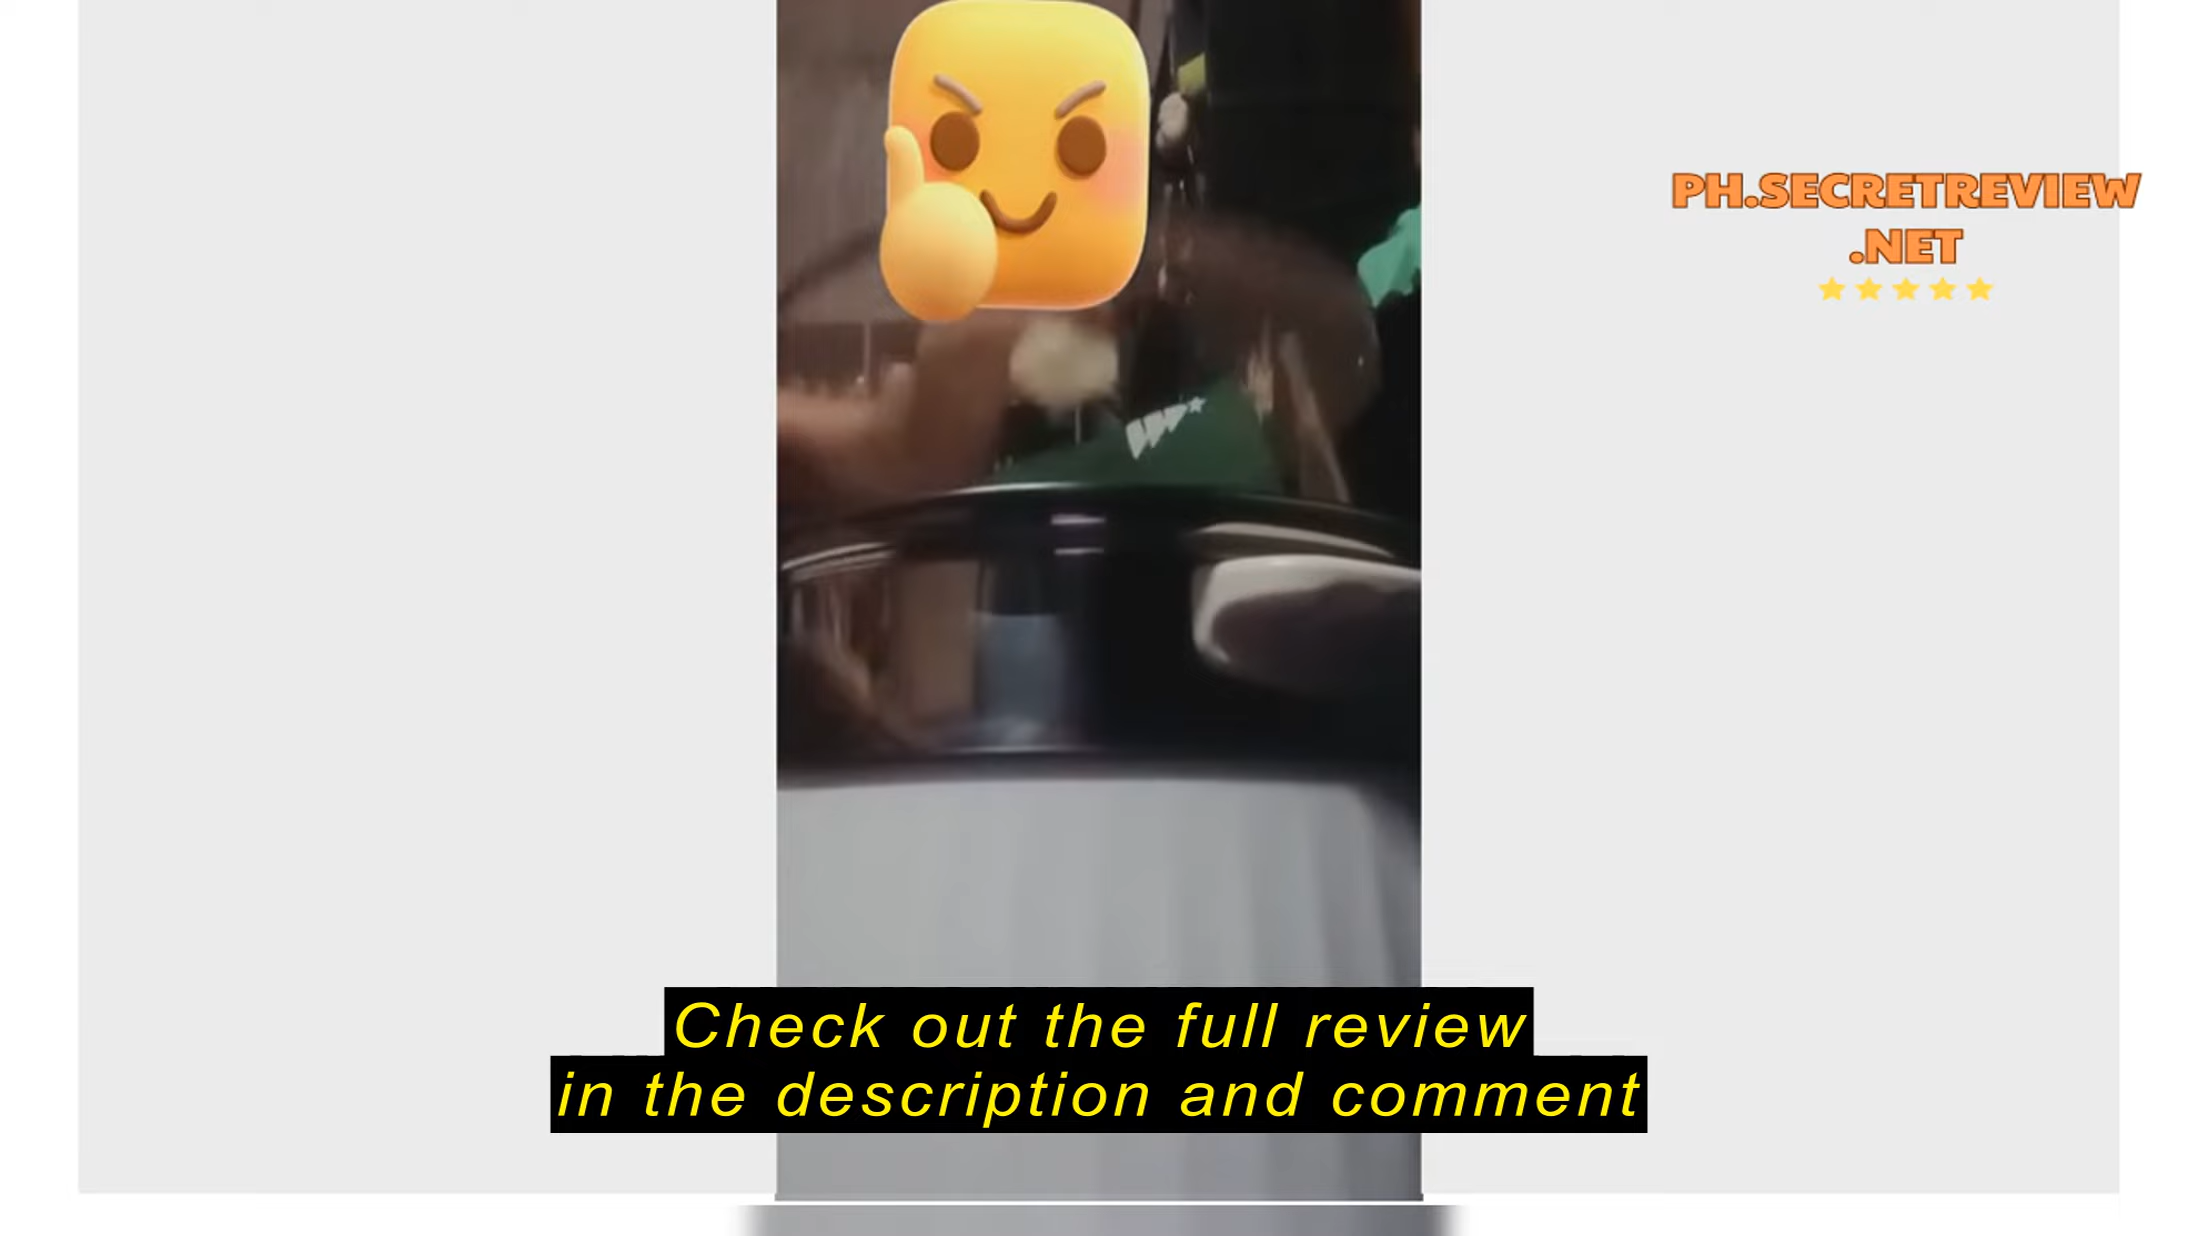 PH.SECRETREVIEW
.NET
Check out the full review
in the description and comment